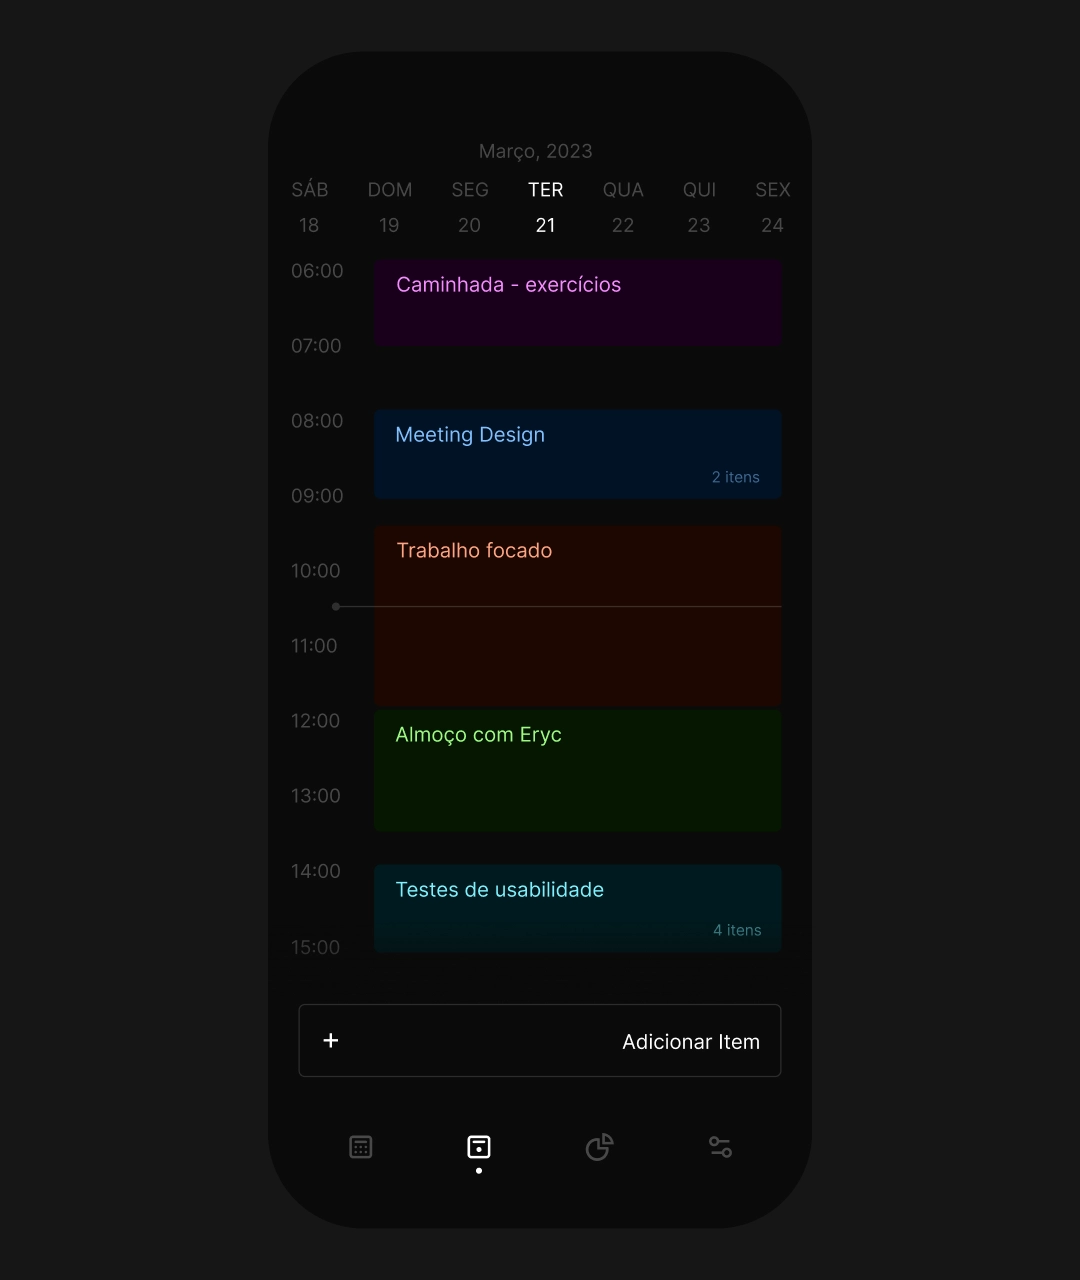 Março, 2023
SÁB DOM SEG TER QUA QUI SEX
18 19 20 21 22 23 24
06:00
Caminhada - exercícios
07:00
08:00
Meeting Design
2 itens
09:00
Trabalho focado
10:00
11:00
12:00
Almoço com Eryc
13:00
14:00
Testes de usabilidade
4 itens
15:00
+ Adicionar Item